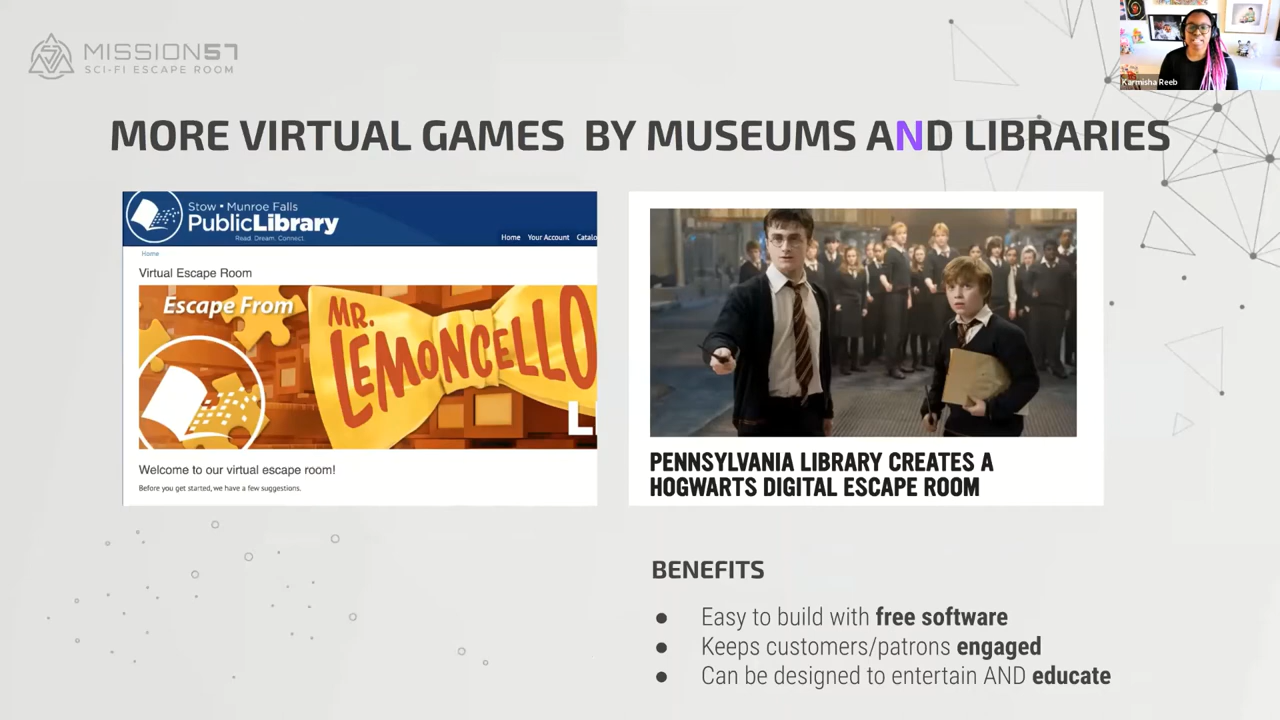 MISSION57
SCI-FI ESCAPE ROOM
Karmisha Reeb
MORE VIRTUAL GAMES BY MUSEUMS AND LIBRARIES
Stow • Munroe Falls
PublicLibrary
Read. Dream. Connect.
Home Your Account Catalo
Home
Virtual Escape Room
Escape From
MR.
LEMONCELLO
LI
Welcome to our virtual escape room!
Before you get started, we have a few suggestions.
PENNSYLVANIA LIBRARY CREATES A
HOGWARTS DIGITAL ESCAPE ROOM
BENEFITS
● Easy to build with free software
● Keeps customers/patrons engaged
● Can be designed to entertain AND educate